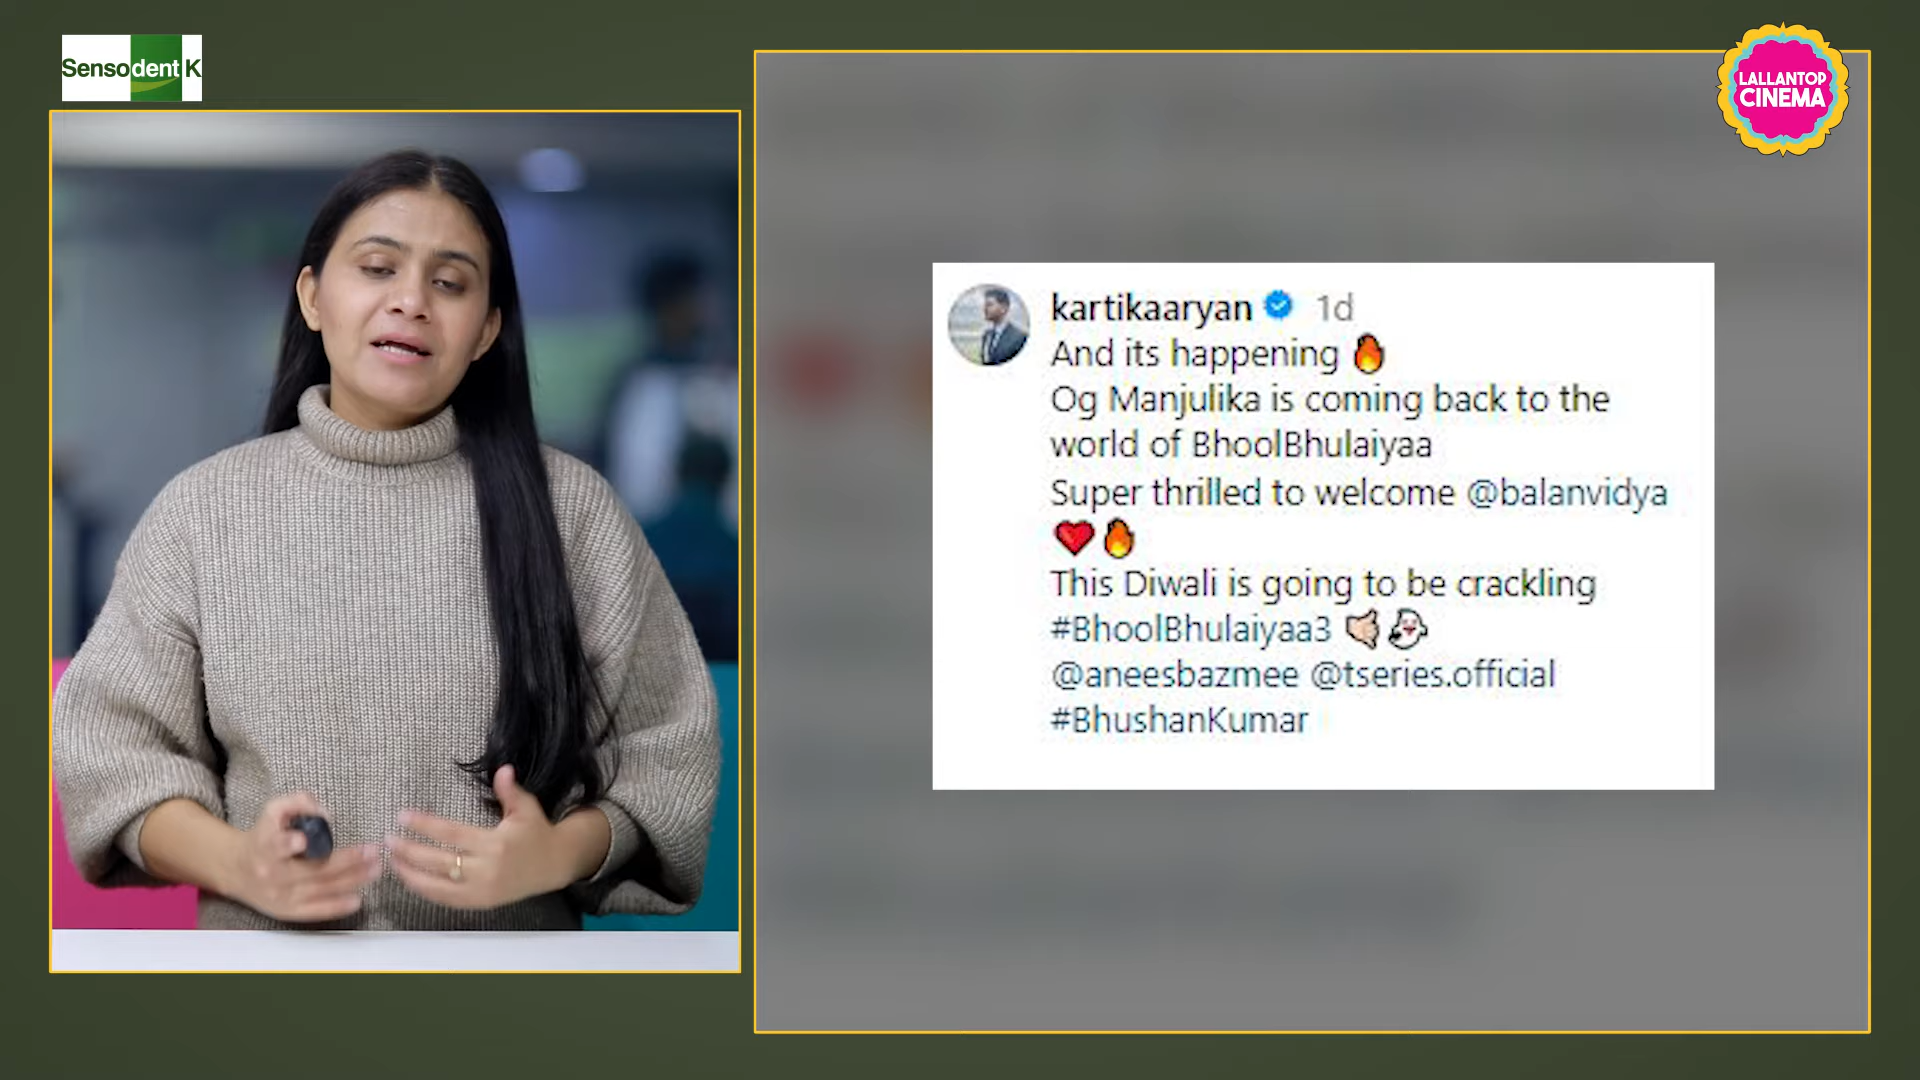 Sensodent K
LALLANTOP
CINEMA
kartikaaryan 1d
And its happening 🔥
Og Manjulika is coming back to the
world of BhoolBhulaiyaa
Super thrilled to welcome @balanvidya
❤️🔥
This Diwali is going to be crackling
#BhoolBhulaiyaa3 🤙🏻👻
@aneesbazmee @tseries.official
#BhushanKumar